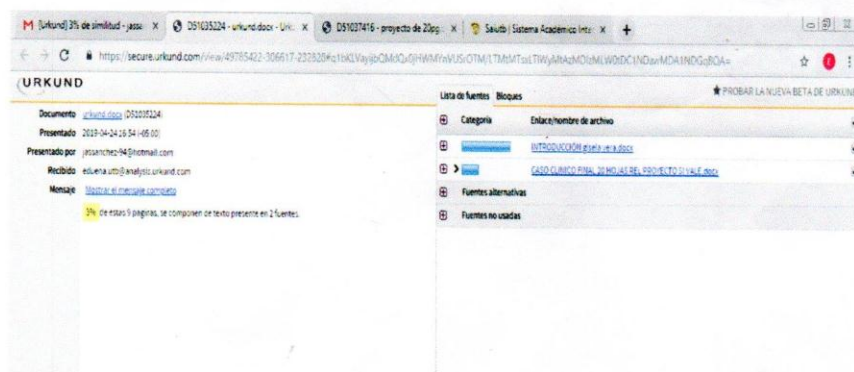 [Urkund] 3% de similitud - jassa
D51035224 - urkund.docx - Urk
D51037416 - proyecto de 20pg.
Saiutb | Sistema Académico Inte
https://secure.urkund.com/view/49785422-306617-232828
URKUND
Documento urkund.docx (D51035224)
Presentado 2019-04-24 16:54 (-05:00)
Presentado por jassanchez-94@hotmail.com
Recibido eduena.utb@analysis.urkund.com
Mensaje Mostrar el mensaje completo
3% de estas 9 páginas, se componen de texto presente en 2 fuentes.
Lista de fuentes Bloques
PROBAR LA NUEVA BETA DE URKUND
Categoría Enlace/nombre de archivo
INTRODUCCIÓN gisela vera.docx
CASO CLINICO FINAL 20 HOJAS REL PROYECTO SI VALE.docx
Fuentes alternativas
Fuentes no usadas